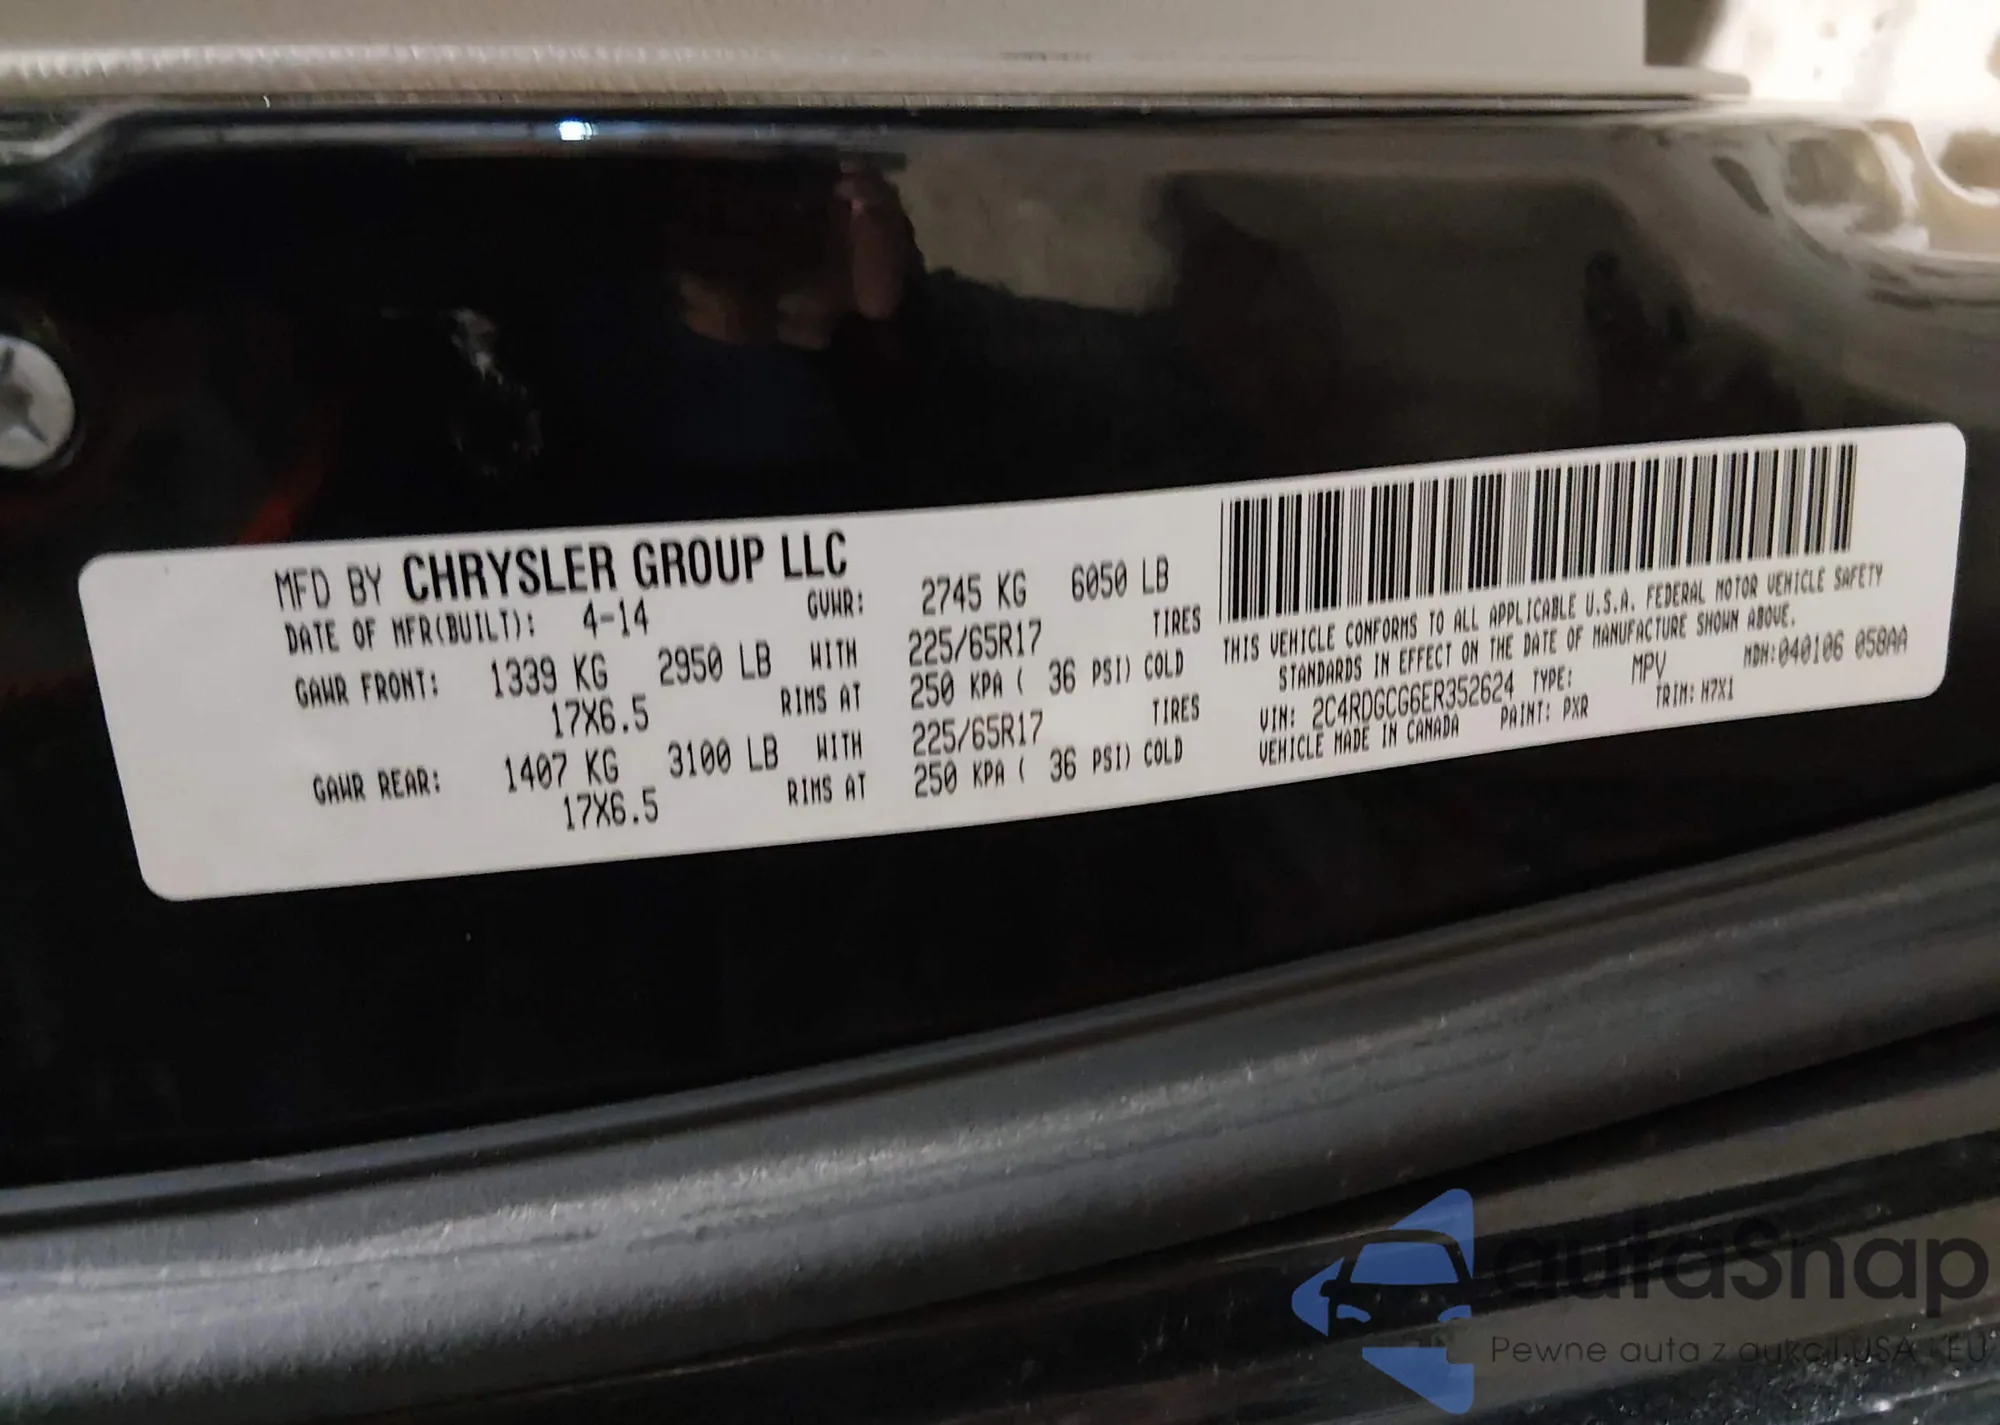 MFD BY CHRYSLER GROUP LLC
DATE OF MFR(BUILT): 4-14 GVWR: 2745 KG 6050 LB
GAWR FRONT: 1339 KG 2950 LB WITH 225/65R17 TIRES
17X6.5 RIMS AT 250 KPA ( 36 PSI) COLD
GAWR REAR: 1407 KG 3100 LB WITH 225/65R17 TIRES
17X6.5 RIMS AT 250 KPA ( 36 PSI) COLD
THIS VEHICLE CONFORMS TO ALL APPLICABLE U.S.A. FEDERAL MOTOR VEHICLE SAFETY
STANDARDS IN EFFECT ON THE DATE OF MANUFACTURE SHOWN ABOVE.
VIN: 2C4RDGCG6ER352624 TYPE: MPV MDH:040106 058AA
VEHICLE MADE IN CANADA PAINT: PXR TRIM: H7X1
autaSnap
Pewne auta z aukcji USA i EU